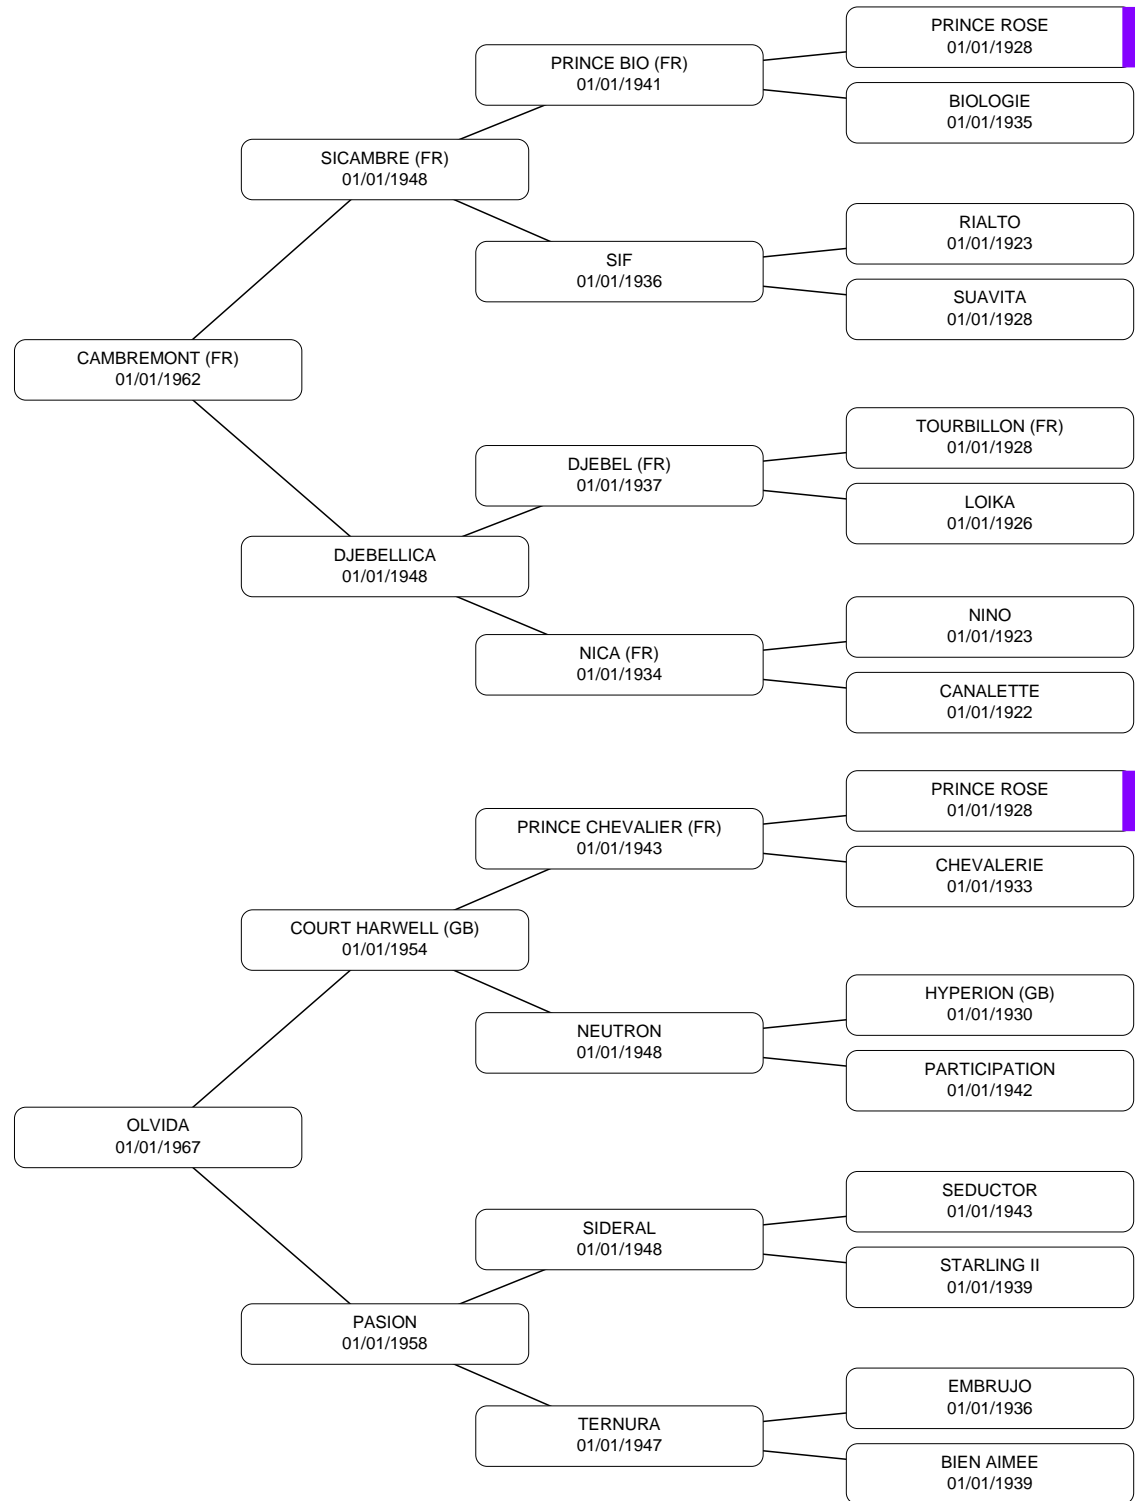 PRINCE ROSE
01/01/1928
PRINCE BIO (FR)
01/01/1941
BIOLOGIE
01/01/1935
SICAMBRE (FR)
01/01/1948
RIALTO
01/01/1923
SIF
01/01/1936
SUAVITA
01/01/1928
CAMBREMONT (FR)
01/01/1962
TOURBILLON (FR)
01/01/1928
DJEBEL (FR)
01/01/1937
LOIKA
01/01/1926
DJEBELLICA
01/01/1948
NINO
01/01/1923
NICA (FR)
01/01/1934
CANALETTE
01/01/1922
PRINCE ROSE
01/01/1928
PRINCE CHEVALIER (FR)
01/01/1943
CHEVALERIE
01/01/1933
COURT HARWELL (GB)
01/01/1954
HYPERION (GB)
01/01/1930
NEUTRON
01/01/1948
PARTICIPATION
01/01/1942
OLVIDA
01/01/1967
SEDUCTOR
01/01/1943
SIDERAL
01/01/1948
STARLING II
01/01/1939
PASION
01/01/1958
EMBRUJO
01/01/1936
TERNURA
01/01/1947
BIEN AIMEE
01/01/1939